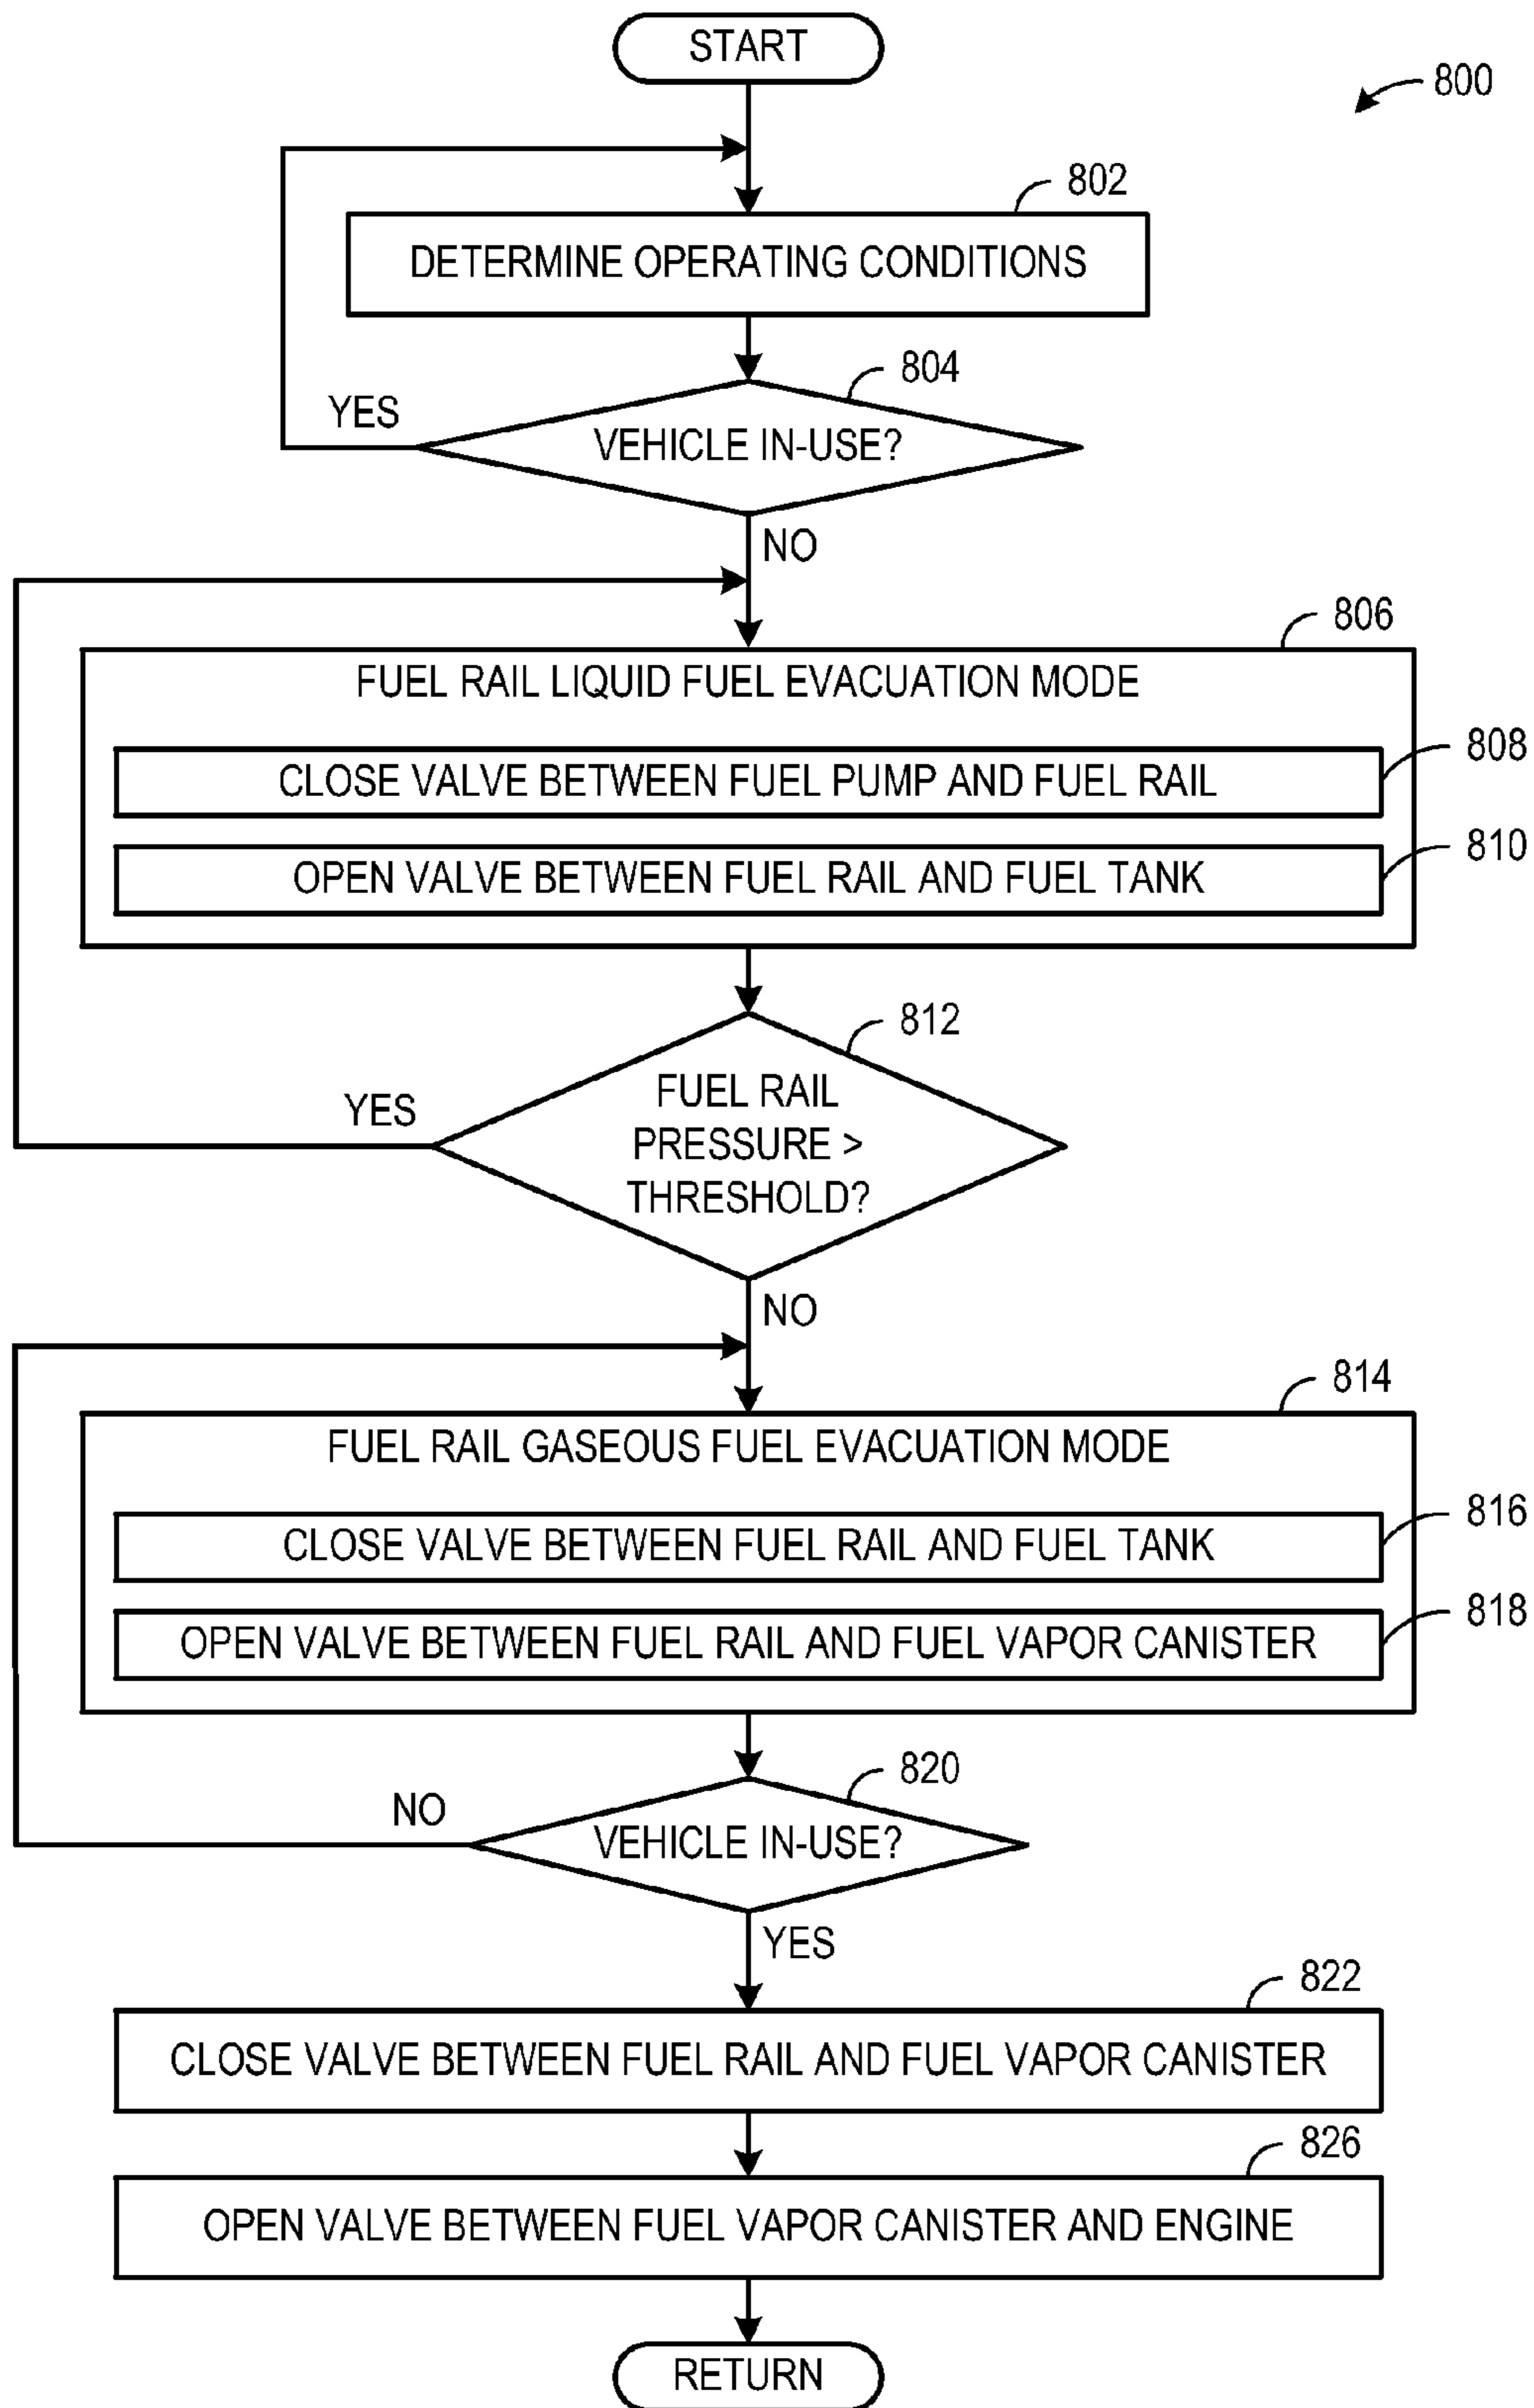 START
800
802
DETERMINE OPERATING CONDITIONS
804
YES
VEHICLE IN-USE?
NO
806
FUEL RAIL LIQUID FUEL EVACUATION MODE
808
CLOSE VALVE BETWEEN FUEL PUMP AND FUEL RAIL
810
OPEN VALVE BETWEEN FUEL RAIL AND FUEL TANK
812
YES
FUEL RAIL
PRESSURE >
THRESHOLD?
NO
814
FUEL RAIL GASEOUS FUEL EVACUATION MODE
816
CLOSE VALVE BETWEEN FUEL RAIL AND FUEL TANK
818
OPEN VALVE BETWEEN FUEL RAIL AND FUEL VAPOR CANISTER
820
NO
VEHICLE IN-USE?
YES
822
CLOSE VALVE BETWEEN FUEL RAIL AND FUEL VAPOR CANISTER
826
OPEN VALVE BETWEEN FUEL VAPOR CANISTER AND ENGINE
RETURN